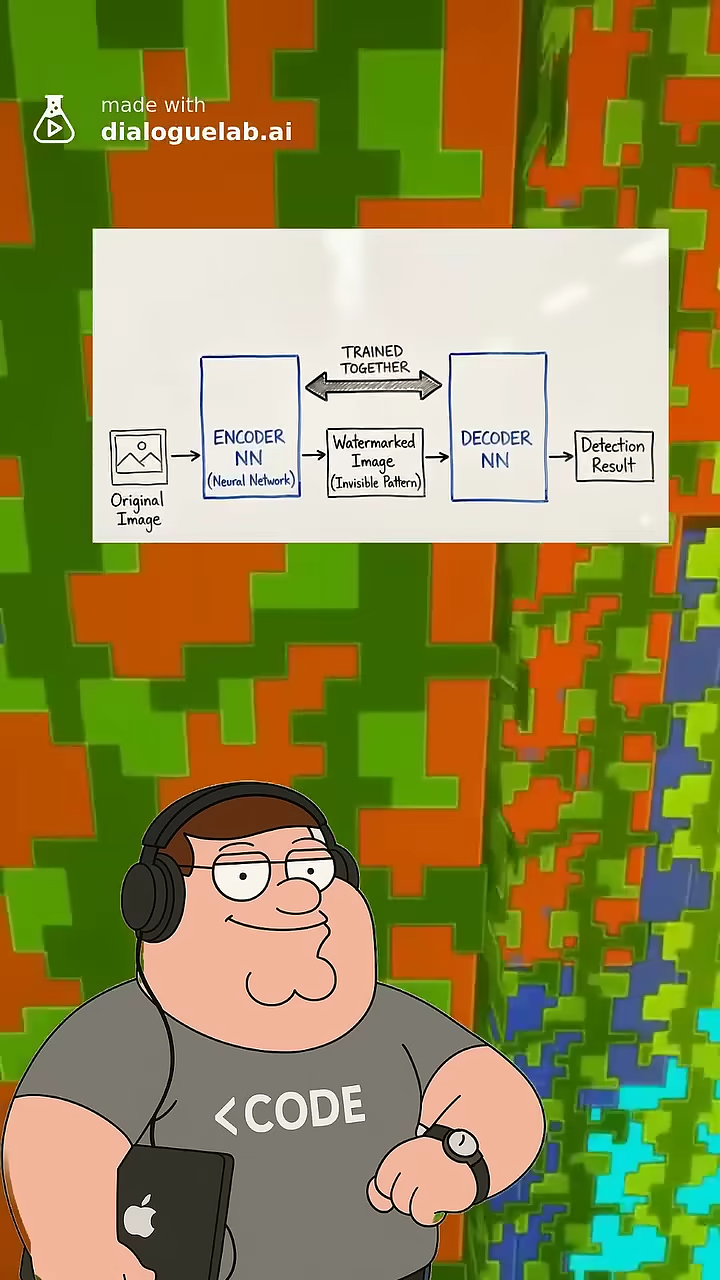 made with
dialoguelab.ai
TRAINED
TOGETHER
Original
Image
ENCODER
NN
(Neural Network)
Watermarked
Image
(Invisible Pattern)
DECODER
NN
Detection
Result
<CODE